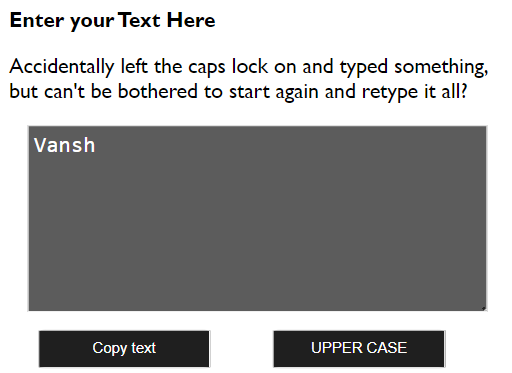 Enter your Text Here
Accidentally left the caps lock on and typed something,
but can't be bothered to start again and retype it all?
Vansh
Copy text
UPPER CASE